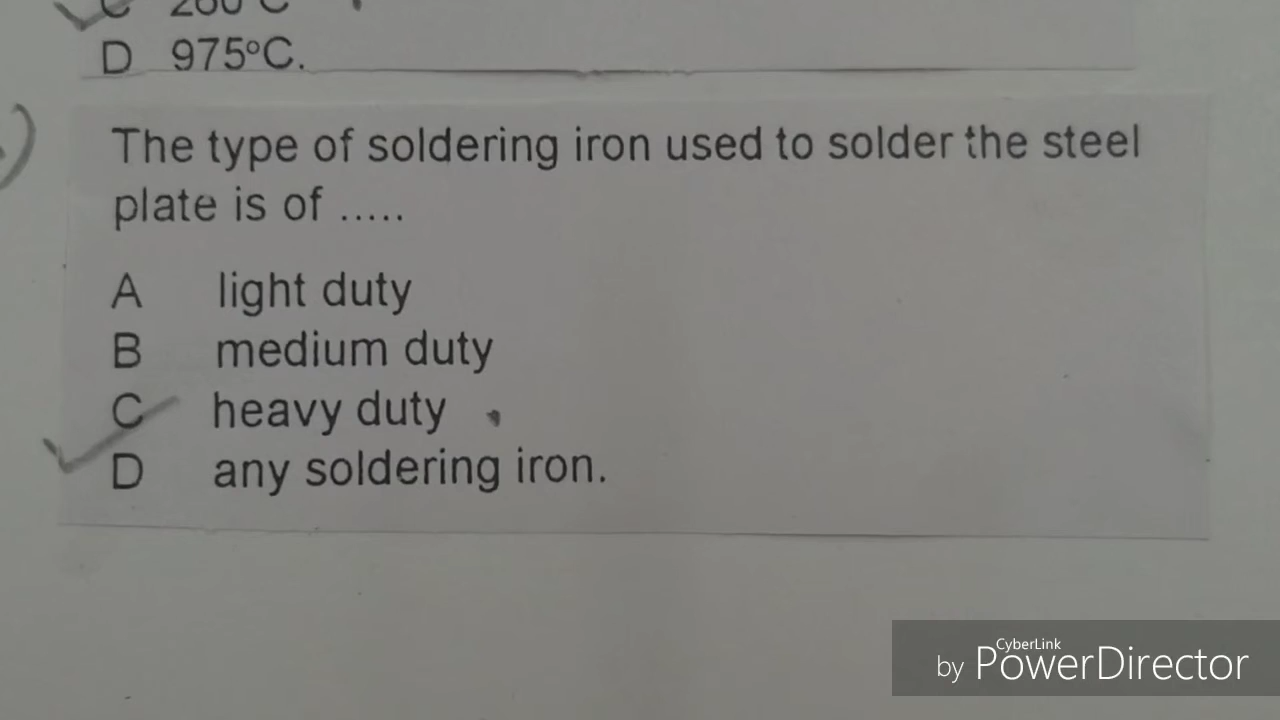 C 260°C
D 975°C.
The type of soldering iron used to solder the steel
plate is of .....
A light duty
B medium duty
C heavy duty
D any soldering iron.
CyberLink
by PowerDirector